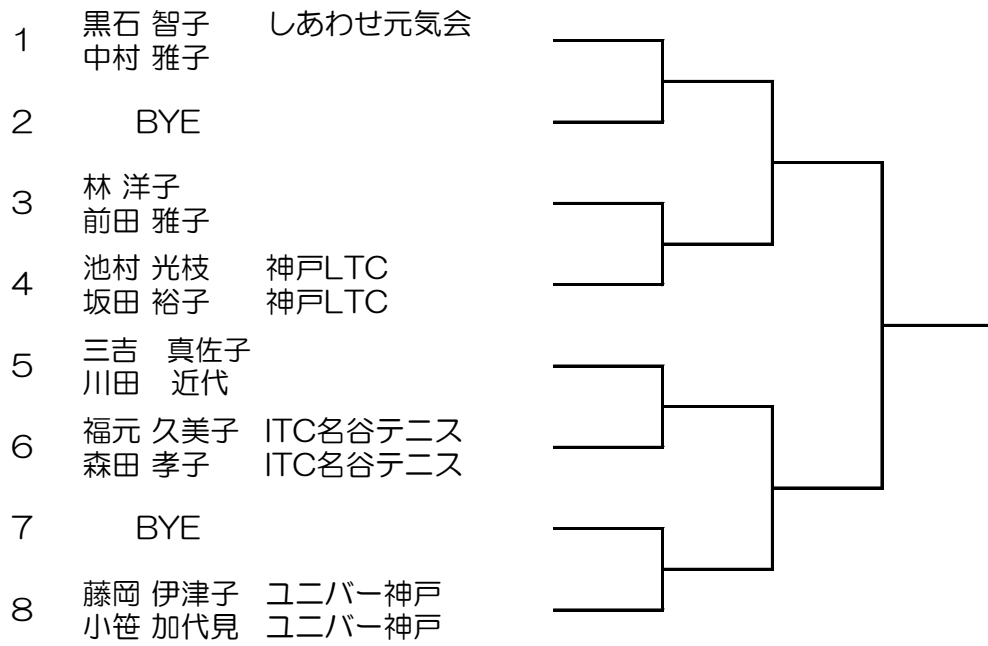 1 黒石 智子 しあわせ元気会
中村 雅子
2 BYE
3 林 洋子
前田 雅子
4 池村 光枝 神戸LTC
坂田 裕子 神戸LTC
5 三吉　真佐子
川田　近代
6 福元 久美子 ITC名谷テニス
森田 孝子 ITC名谷テニス
7 BYE
8 藤岡 伊津子 ユニバー神戸
小笹 加代見 ユニバー神戸